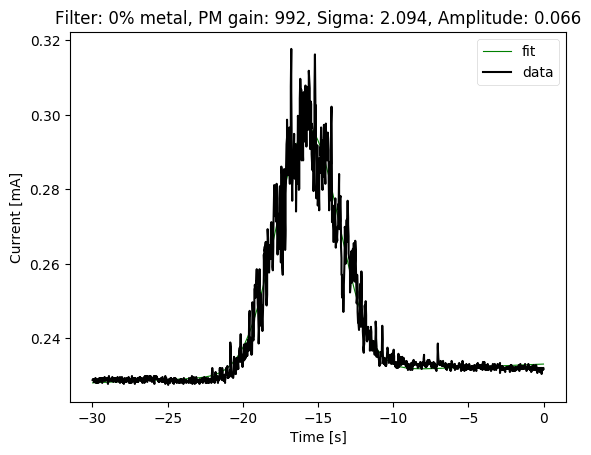 Filter: 0% metal, PM gain: 992, Sigma: 2.094, Amplitude: 0.066
fit
data
0.32
0.30
0.28
0.26
0.24
Current [mA]
−30
−25
−20
−15
−10
−5
0
Time [s]